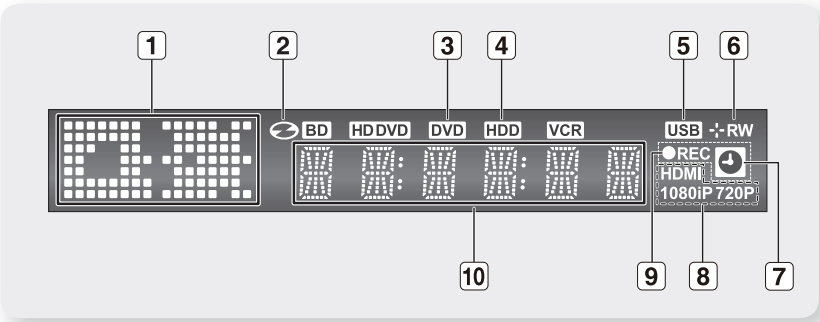 1 2 3 4 5 6
BD HD DVD DVD HDD VCR USB -¦-RW
REC
HDMI
1080iP 720P
10 9 8 7